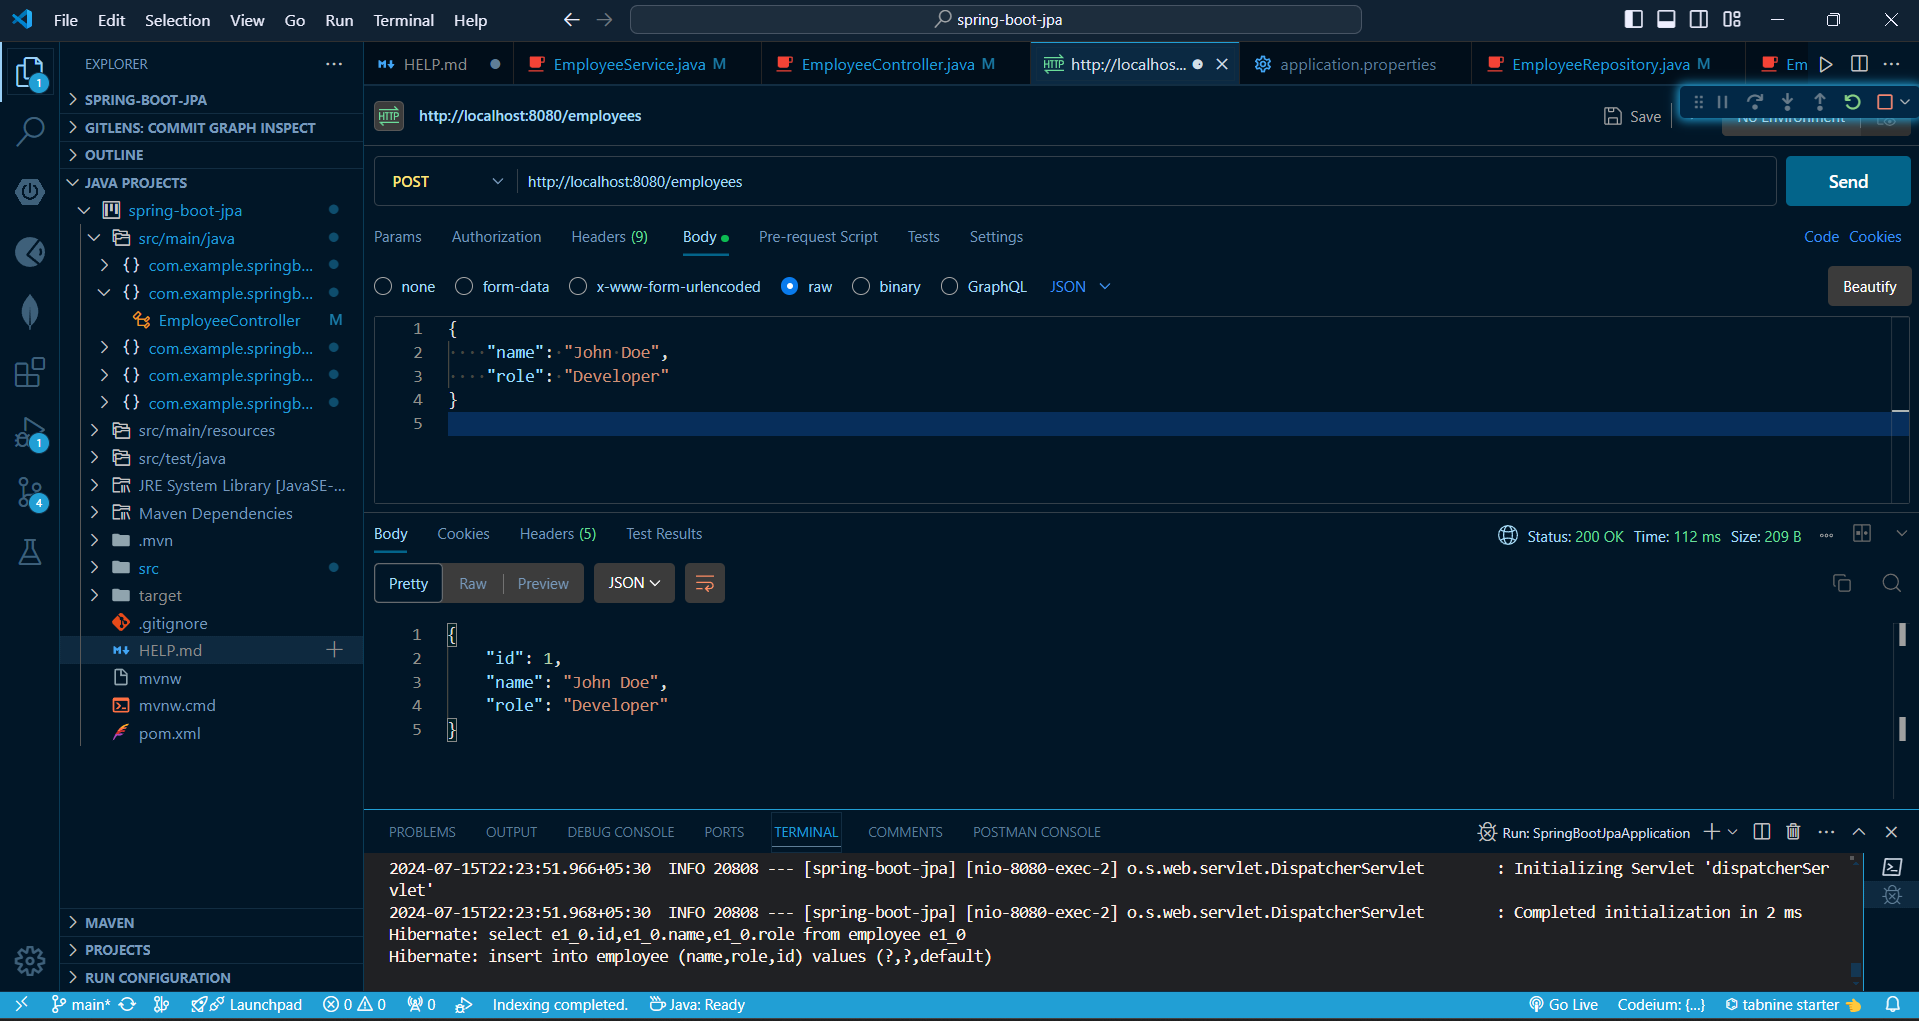 File Edit Selection View Go Run Terminal Help
spring-boot-jpa
EXPLORER
SPRING-BOOT-JPA
GITLENS: COMMIT GRAPH INSPECT
OUTLINE
JAVA PROJECTS
spring-boot-jpa
src/main/java
com.example.springb...
com.example.springb...
EmployeeController M
com.example.springb...
com.example.springb...
com.example.springb...
src/main/resources
src/test/java
JRE System Library [JavaSE-...
Maven Dependencies
.mvn
src
target
.gitignore
HELP.md
mvnw
mvnw.cmd
pom.xml
MAVEN
PROJECTS
RUN CONFIGURATION
1
1
4
HELP.md
EmployeeService.java M
EmployeeController.java M
HTTP http://localhos...
application.properties
EmployeeRepository.java M
Em
HTTP http://localhost:8080/employees
Save
No Environment
POST http://localhost:8080/employees Send
Params Authorization Headers (9) Body Pre-request Script Tests Settings Code Cookies
none form-data x-www-form-urlencoded raw binary GraphQL JSON Beautify
1 {
2 "name": "John Doe",
3 "role": "Developer"
4 }
5
Body Cookies Headers (5) Test Results Status: 200 OK Time: 112 ms Size: 209 B
Pretty Raw Preview JSON
1 {
2 "id": 1,
3 "name": "John Doe",
4 "role": "Developer"
5 }
PROBLEMS OUTPUT DEBUG CONSOLE PORTS TERMINAL COMMENTS POSTMAN CONSOLE Run: SpringBootJpaApplication
2024-07-15T22:23:51.966+05:30 INFO 20808 --- [spring-boot-jpa] [nio-8080-exec-2] o.s.web.servlet.DispatcherServlet : Initializing Servlet 'dispatcherSer
vlet'
2024-07-15T22:23:51.968+05:30 INFO 20808 --- [spring-boot-jpa] [nio-8080-exec-2] o.s.web.servlet.DispatcherServlet : Completed initialization in 2 ms
Hibernate: select e1_0.id,e1_0.name,e1_0.role from employee e1_0
Hibernate: insert into employee (name,role,id) values (?,?,default)
main* Launchpad 0 0 0 Indexing completed. Java: Ready Go Live Codeium: {...} tabnine starter